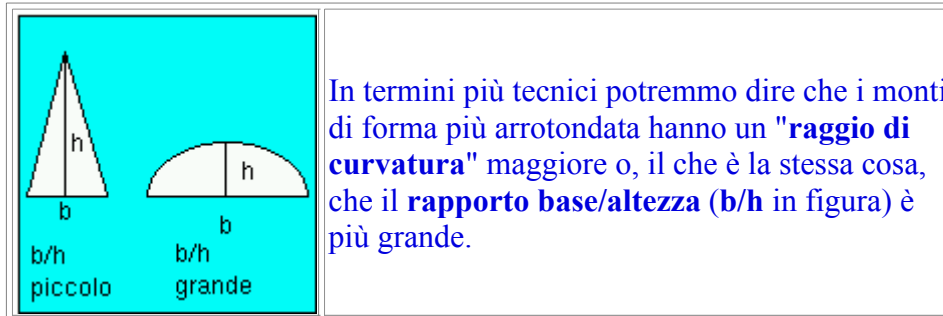 h
b
b/h
piccolo
h
b
b/h
grande
In termini più tecnici potremmo dire che i monti
di forma più arrotondata hanno un "raggio di
curvatura" maggiore o, il che è la stessa cosa,
che il rapporto base/altezza (b/h in figura) è
più grande.